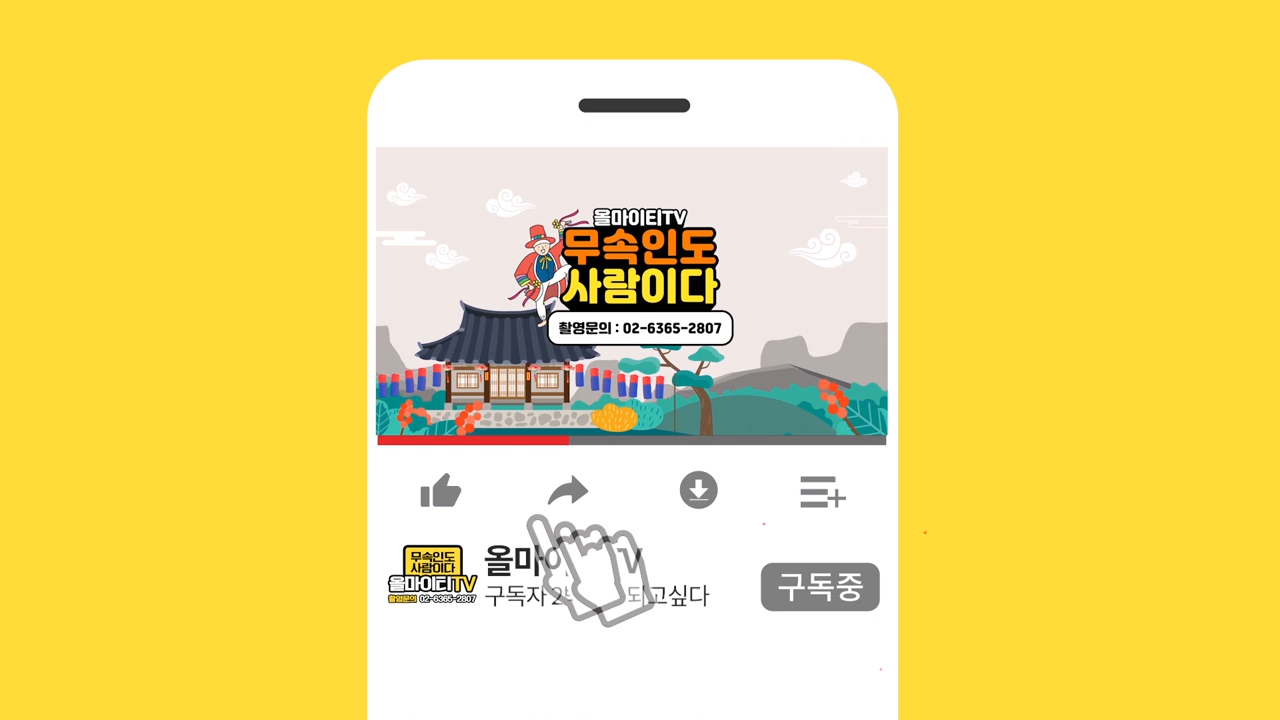 올마이티TV
무속인도
사람이다
촬영문의 : 02-6365-2807
무속인도
사람이다
올마이티TV
촬영문의 02-6365-2807
올마
구독자
되고싶다
구독중